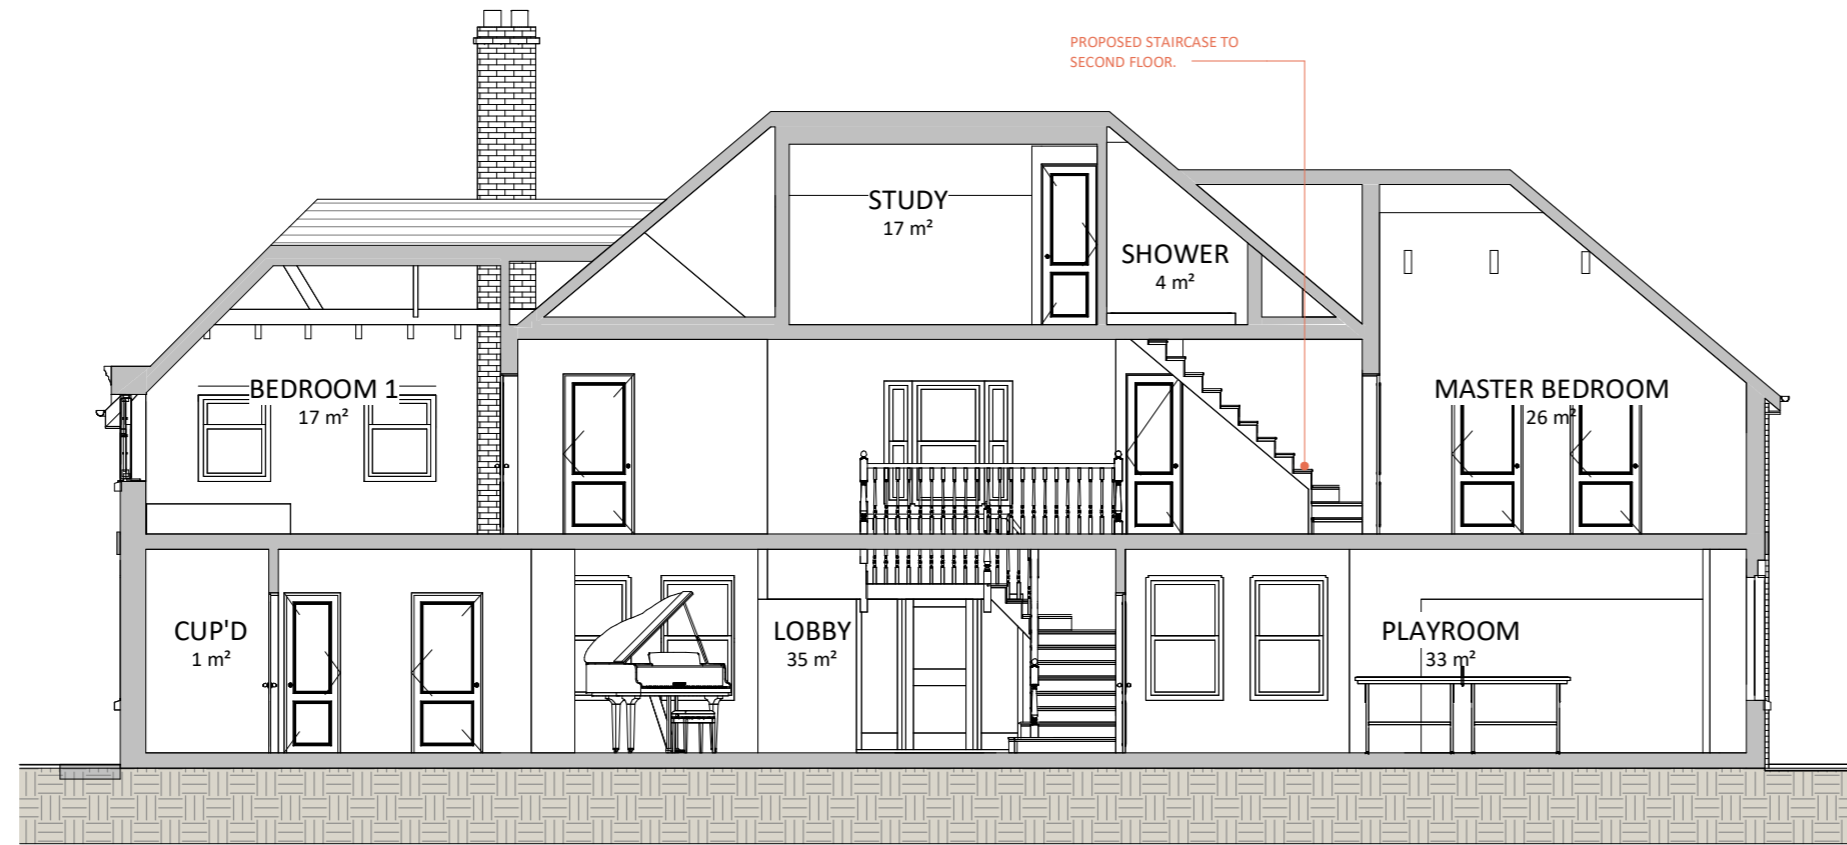 PROPOSED STAIRCASE TO
SECOND FLOOR.
STUDY
17 m²
SHOWER
4 m²
BEDROOM 1
17 m²
MASTER BEDROOM
26 m²
CUP'D
1 m²
LOBBY
35 m²
PLAYROOM
33 m²